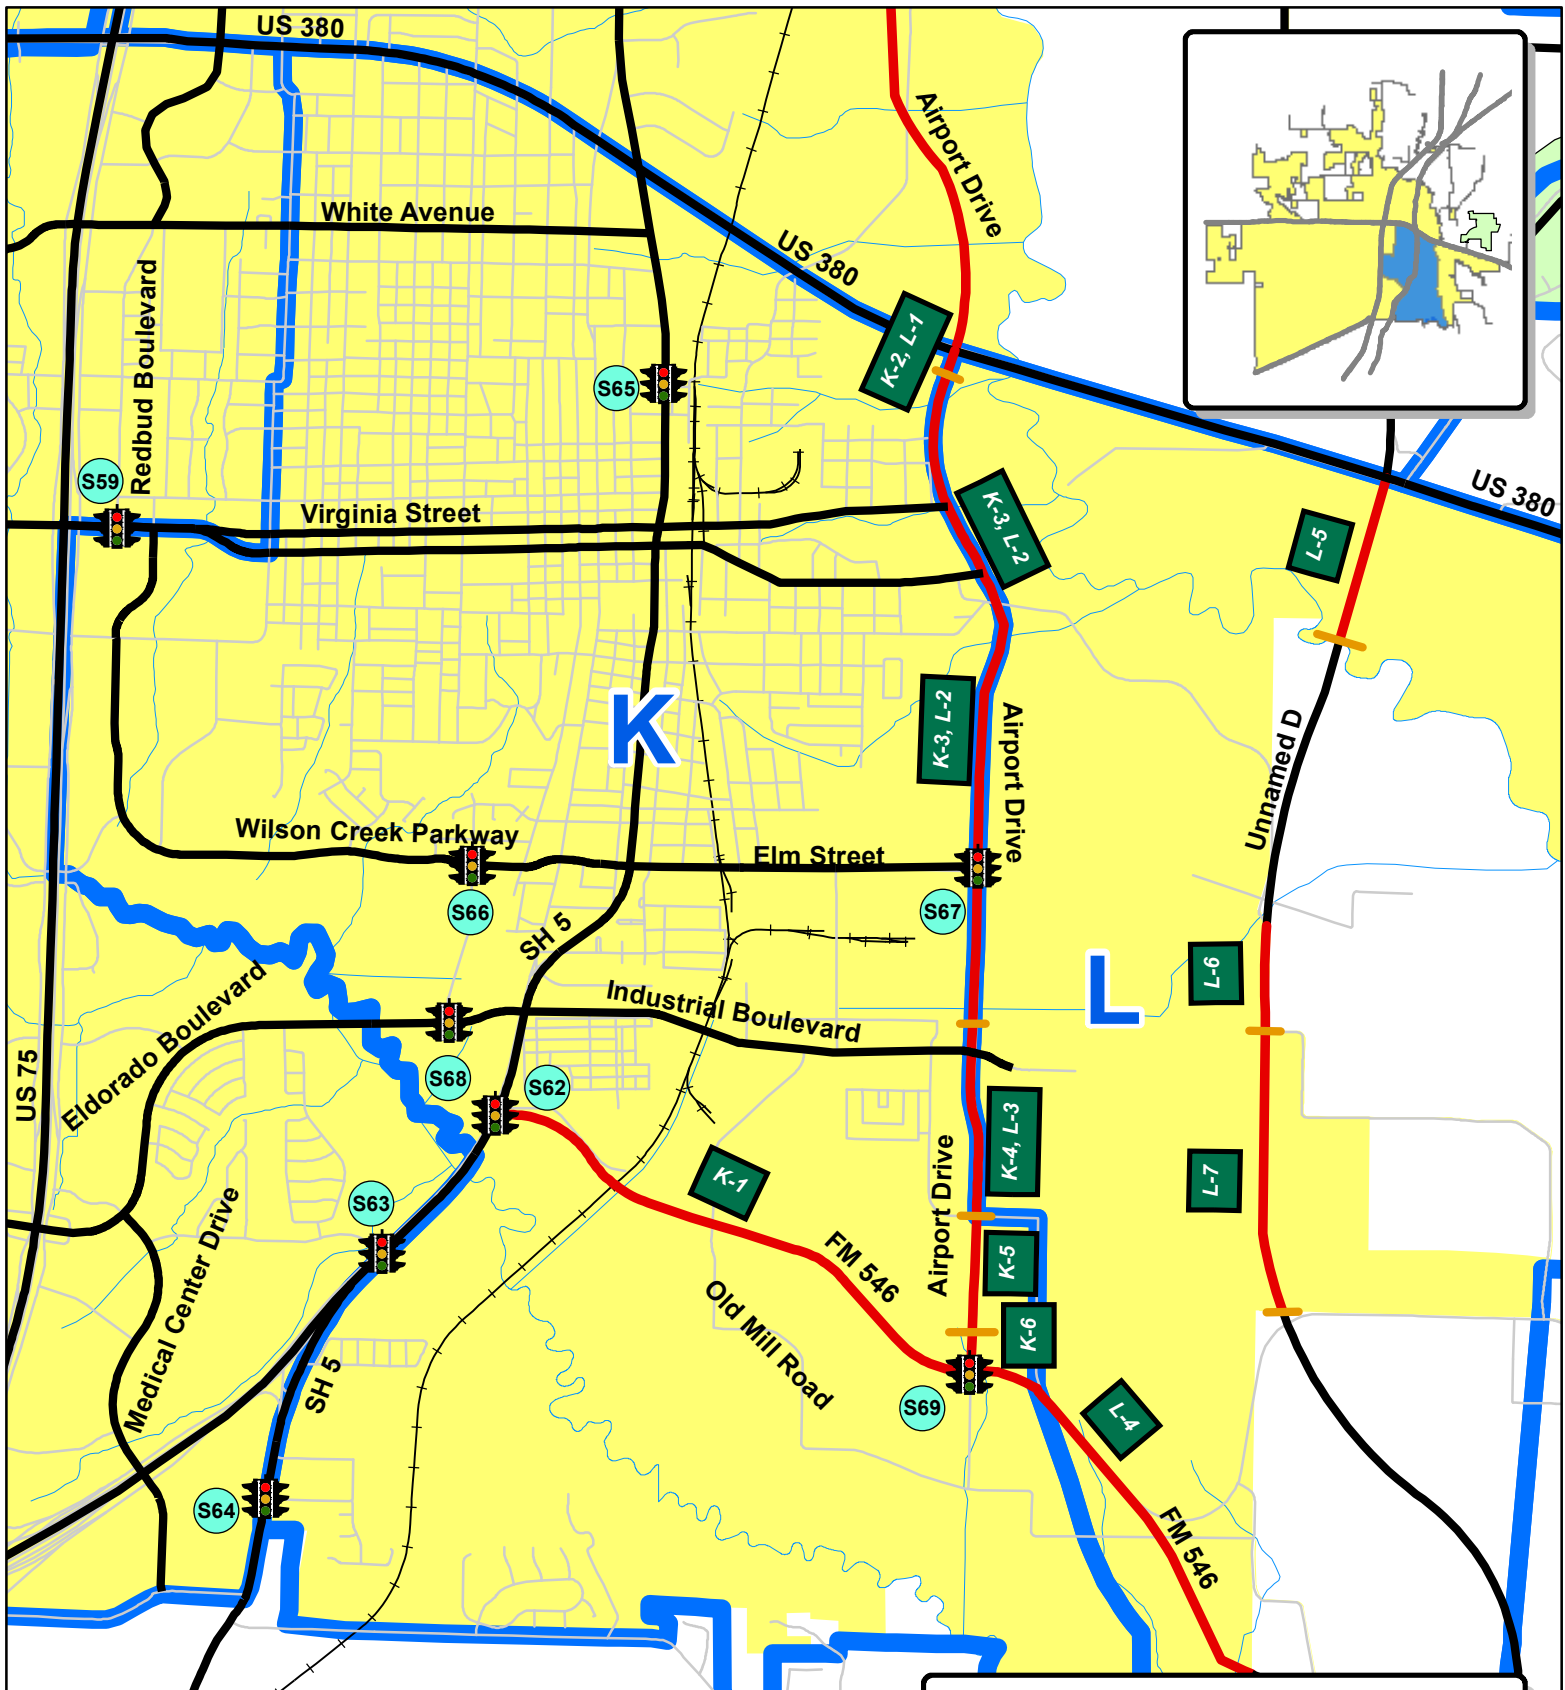 US 380
Airport Drive
White Avenue
US 380
Redbud Boulevard
K-2, L-1
S65
S59
US 380
Virginia Street
K-3, L-2
L-5
K
K-3, L-2
Airport Drive
Unnamed D
Wilson Creek Parkway
Elm Street
S66
S67
SH 5
L-6
Eldorado Boulevard
Industrial Boulevard
L
US 75
S68
S62
K-4, L-3
K-1
L-7
S63
Airport Drive
Medical Center Drive
FM 546
K-5
Old Mill Road
K-6
SH 5
S69
L-4
S64
FM 546